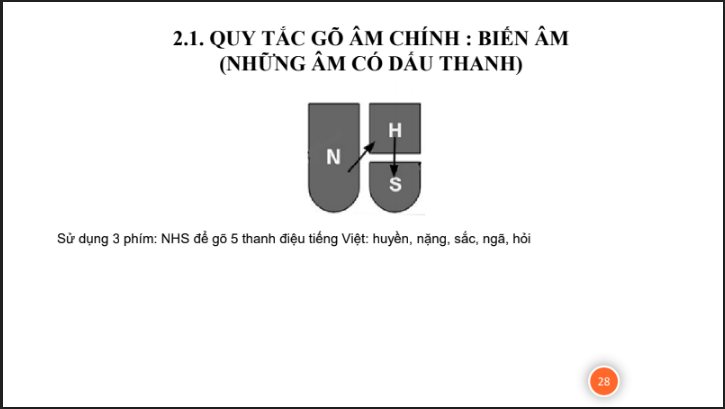 2.1. QUY TẮC GÕ ÂM CHÍNH : BIẾN ÂM
(NHỮNG ÂM CÓ DẤU THANH)
H
N
S
Sử dụng 3 phím: NHS để gõ 5 thanh điệu tiếng Việt: huyền, nặng, sắc, ngã, hỏi
28